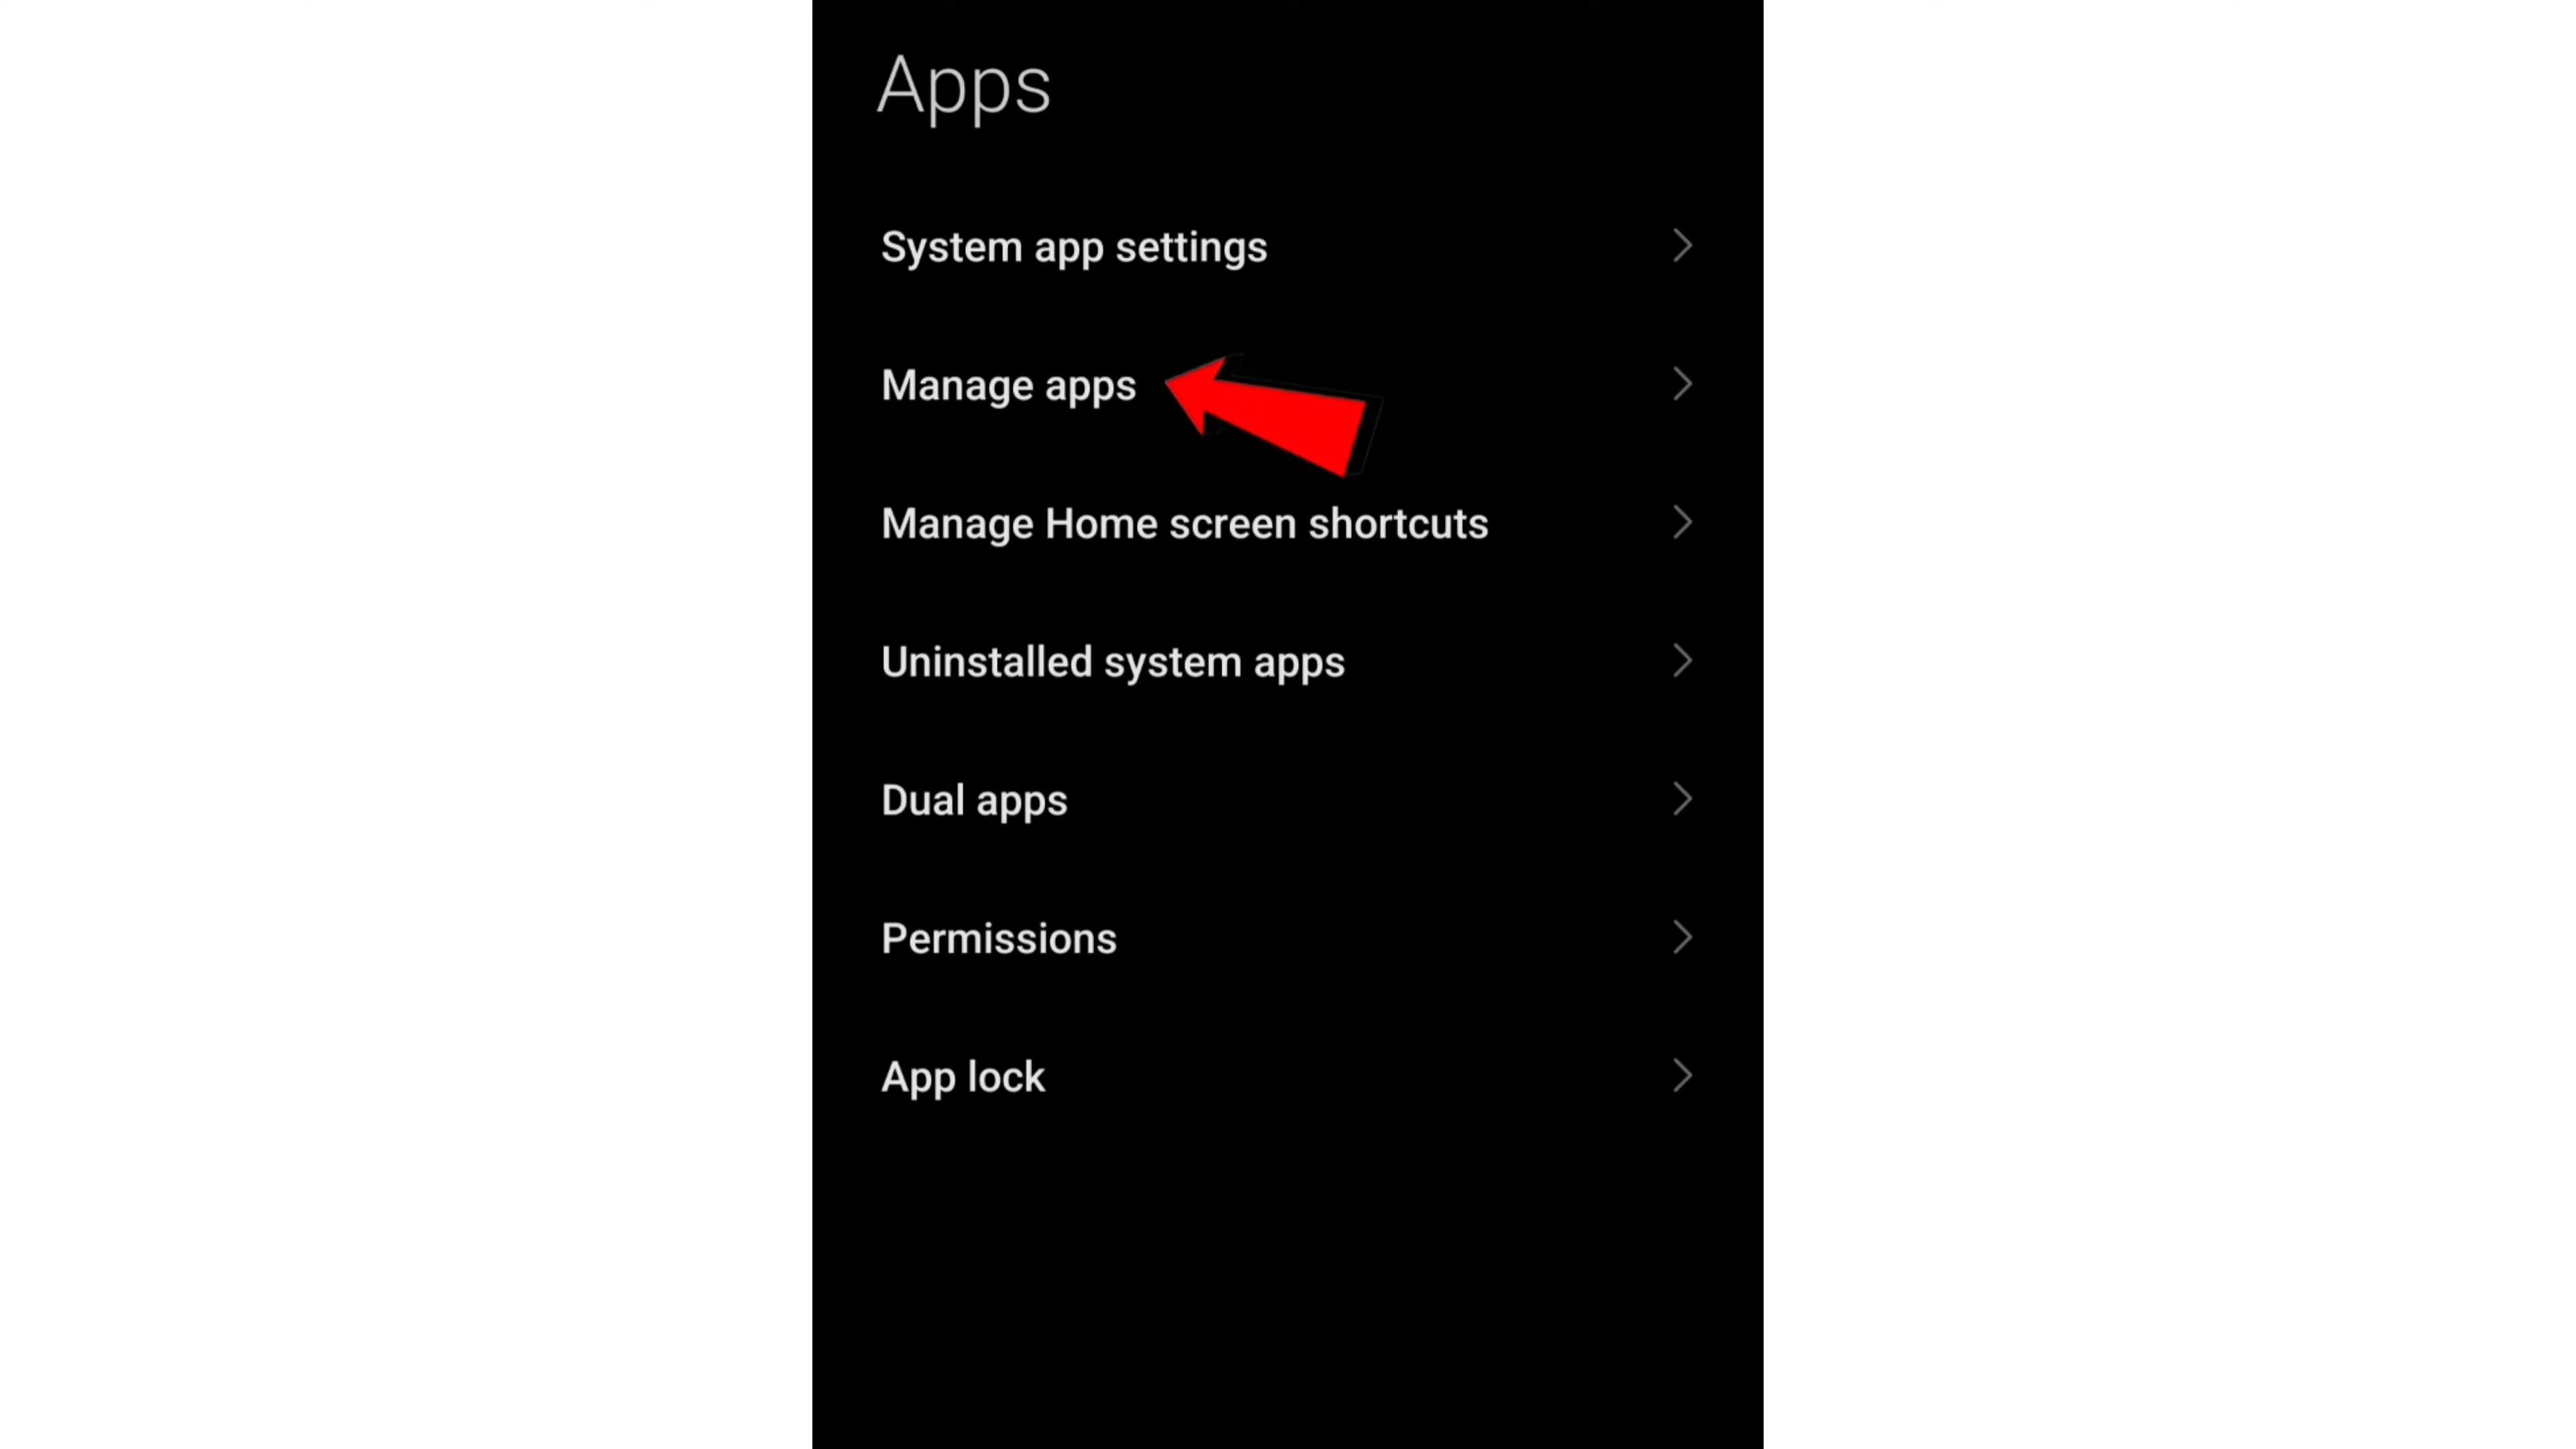 Apps
System app settings
Manage apps
Manage Home screen shortcuts
Uninstalled system apps
Dual apps
Permissions
App lock